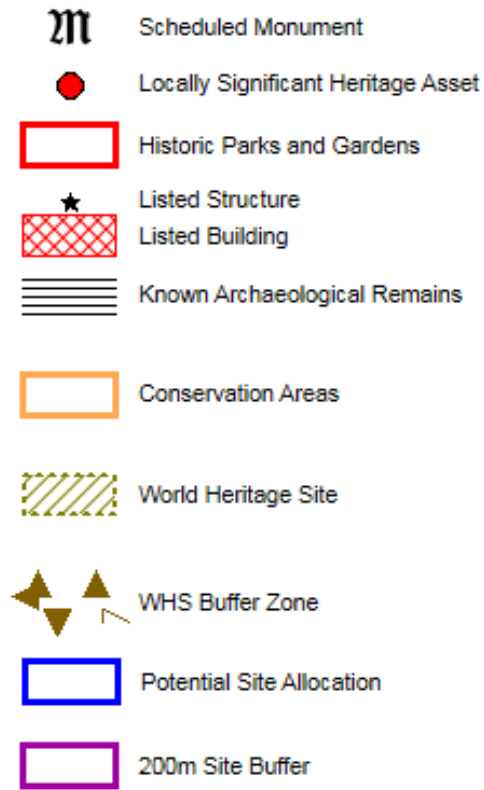 𝔐 Scheduled Monument
Locally Significant Heritage Asset
Historic Parks and Gardens
Listed Structure
Listed Building
Known Archaeological Remains
Conservation Areas
World Heritage Site
WHS Buffer Zone
Potential Site Allocation
200m Site Buffer